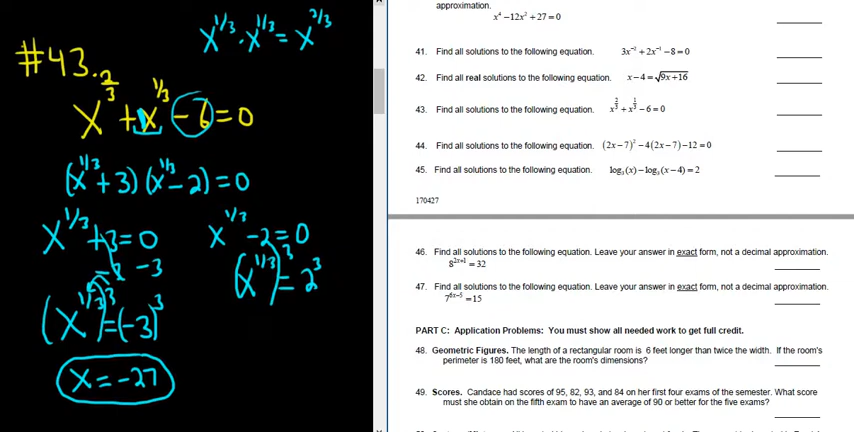 x^{1/3} · x^{1/3} = x^{2/3}
#43.
x^{2/3} + x^{1/3} - 6 = 0
(x^{1/3} + 3)(x^{1/3} - 2) = 0
x^{1/3} + 3 = 0
-3 -3
(x^{1/3})^3 = (-3)^3
x = -27
x^{1/3} - 2 = 0
(x^{1/3})^3 = 2^3
approximation.
x^4 - 12x^2 + 27 = 0
41. Find all solutions to the following equation. 3x^{-2} + 2x^{-1} - 8 = 0
42. Find all real solutions to the following equation. x - 4 = √(9x + 16)
43. Find all solutions to the following equation. x^{2/3} + x^{1/3} - 6 = 0
44. Find all solutions to the following equation. (2x - 7)^2 - 4(2x - 7) - 12 = 0
45. Find all solutions to the following equation. log_5(x) - log_5(x - 4) = 2
170427
46. Find all solutions to the following equation. Leave your answer in exact form, not a decimal approximation.
8^{2x+1} = 32
47. Find all solutions to the following equation. Leave your answer in exact form, not a decimal approximation.
7^{6x-5} = 15
PART C: Application Problems: You must show all needed work to get full credit.
48. Geometric Figures. The length of a rectangular room is 6 feet longer than twice the width. If the room's
perimeter is 180 feet, what are the room's dimensions?
49. Scores. Candace had scores of 95, 82, 93, and 84 on her first four exams of the semester. What score
must she obtain on the fifth exam to have an average of 90 or better for the five exams?